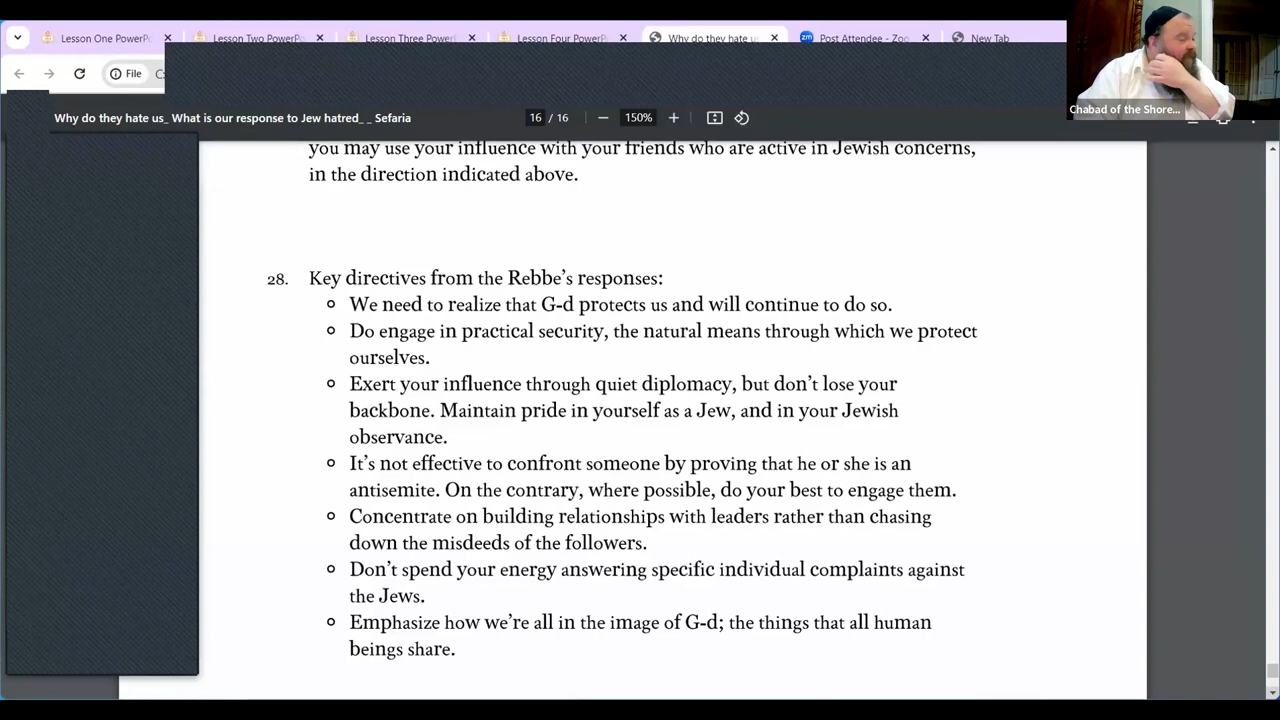 Lesson One PowerPo
Lesson Two PowerPo
Lesson Three PowerP
Lesson Four PowerP
Why do they hate us
Post Attendee - Zoo
New Tab
File
Chabad of the Shore...
Why do they hate us_ What is our response to Jew hatred_ _ Sefaria
16 / 16
150%
you may use your influence with your friends who are active in Jewish concerns,
in the direction indicated above.
28. Key directives from the Rebbe’s responses:
We need to realize that G-d protects us and will continue to do so.
Do engage in practical security, the natural means through which we protect
ourselves.
Exert your influence through quiet diplomacy, but don’t lose your
backbone. Maintain pride in yourself as a Jew, and in your Jewish
observance.
It’s not effective to confront someone by proving that he or she is an
antisemite. On the contrary, where possible, do your best to engage them.
Concentrate on building relationships with leaders rather than chasing
down the misdeeds of the followers.
Don’t spend your energy answering specific individual complaints against
the Jews.
Emphasize how we’re all in the image of G-d; the things that all human
beings share.